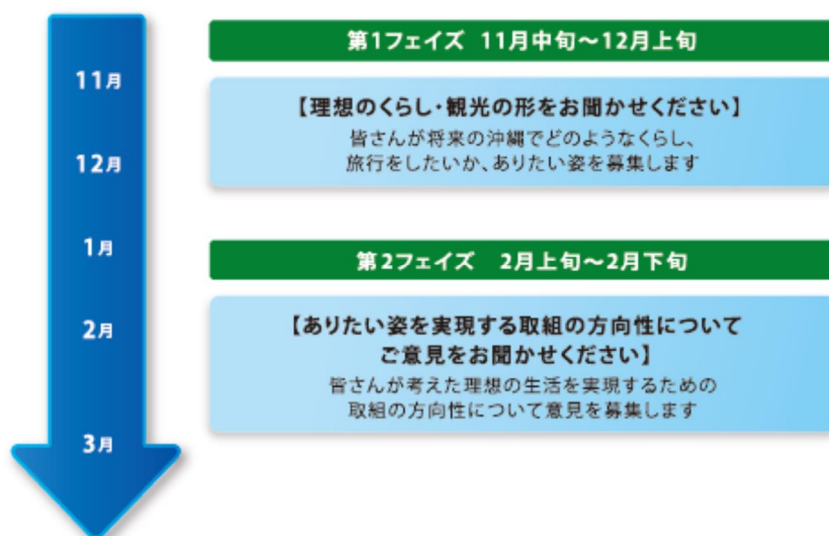 11月
12月
1月
2月
3月
第1フェイズ 11月中旬～12月上旬
【理想のくらし・観光の形をお聞かせください】
皆さんが将来の沖縄でどのようなくらし、
旅行をしたいか、ありたい姿を募集します
第2フェイズ 2月上旬～2月下旬
【ありたい姿を実現する取組の方向性について
ご意見をお聞かせください】
皆さんが考えた理想の生活を実現するための
取組の方向性について意見を募集します